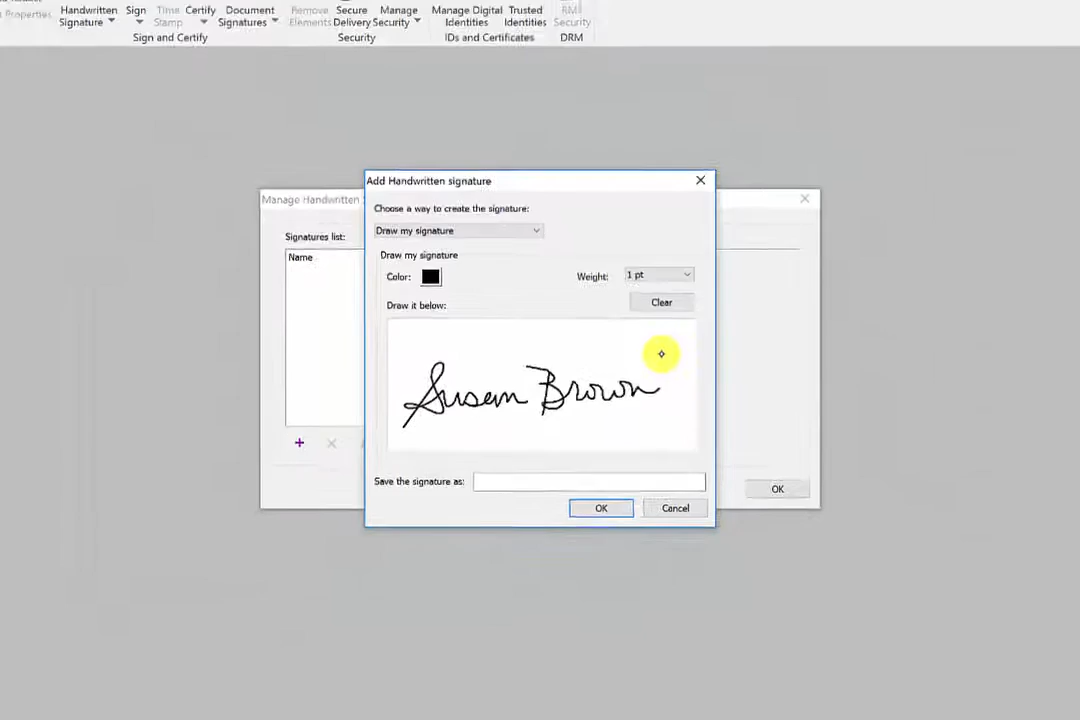 Properties
Handwritten Signature
Sign
Time Stamp
Certify
Document Signatures
Remove Elements
Secure Delivery
Manage Security
Manage Digital Identities
Trusted Identities
Security
Sign and Certify
Security
IDs and Certificates
DRM
Manage Handwritten
Signatures list:
Name
OK
Add Handwritten signature
Choose a way to create the signature:
Draw my signature
Draw my signature
Color:
Weight:
1 pt
Draw it below:
Clear
Susan Brown
Save the signature as:
OK
Cancel